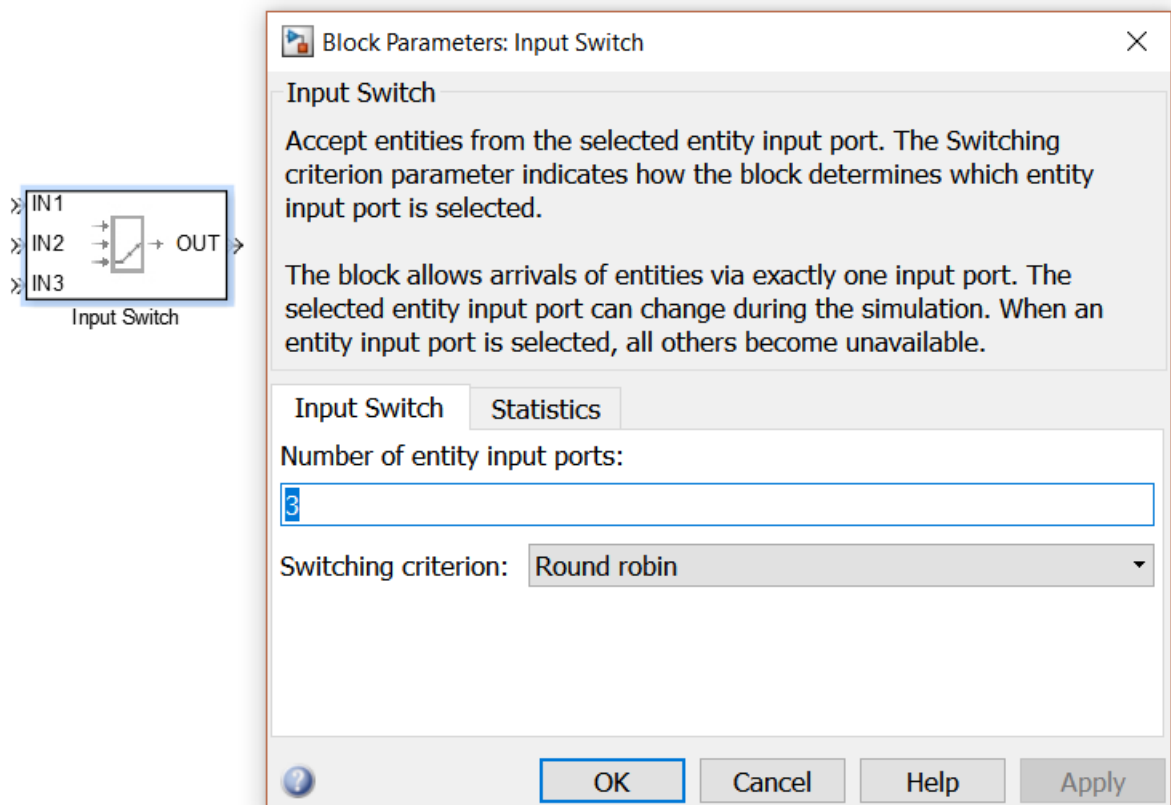 Block Parameters: Input Switch
Input Switch
Accept entities from the selected entity input port. The Switching
criterion parameter indicates how the block determines which entity
input port is selected.
The block allows arrivals of entities via exactly one input port. The
selected entity input port can change during the simulation. When an
entity input port is selected, all others become unavailable.
Input Switch Statistics
Number of entity input ports:
3
Switching criterion: Round robin
OK Cancel Help Apply
IN1
IN2 OUT
IN3
Input Switch